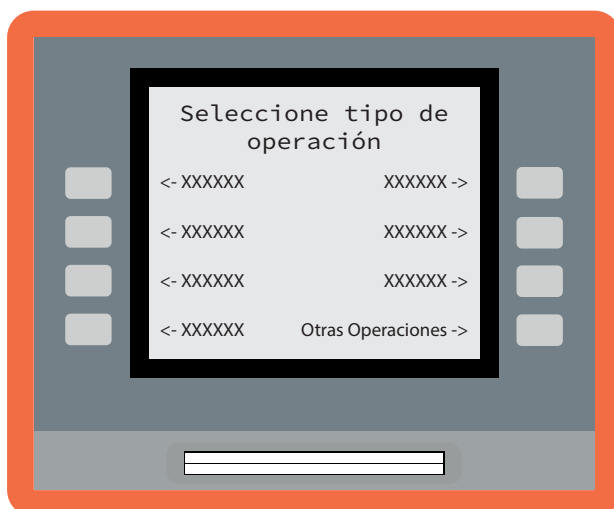 Seleccione tipo de
operación
<- XXXXXX XXXXXX ->
<- XXXXXX XXXXXX ->
<- XXXXXX XXXXXX ->
<- XXXXXX Otras Operaciones ->